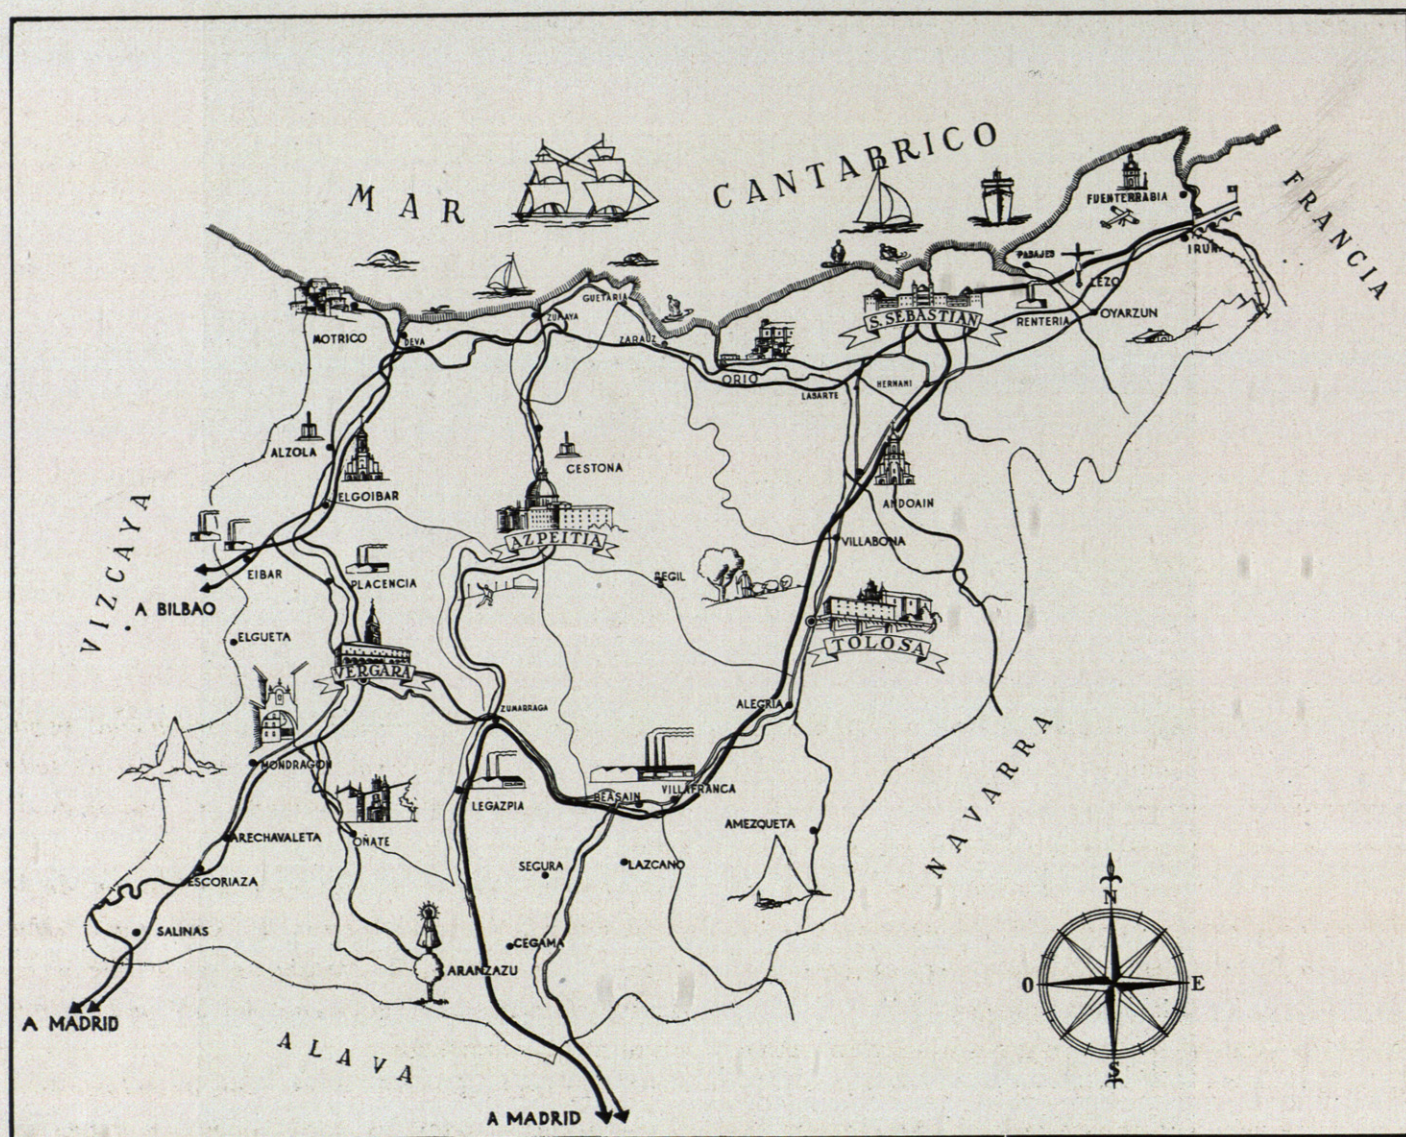 MAR CANTABRICO
FRANCIA
FUENTERRABIA
IRUN
PASAJES
LEZO
RENTERIA
OYARZUN
S. SEBASTIAN
GUETARIA
ZUMAYA
ZARAUZ
MOTRICO
DEVA
ORIO
LASARTE
HERNANI
ALZOLA
CESTONA
ELGOIBAR
ANDOAIN
VIZCAYA
AZPEITIA
VILLABONA
EIBAR
PLACENCIA
REGIL
A BILBAO
ELGUETA
TOLOSA
VERGARA
ZUMARRAGA
ALEGRIA
NAVARRA
MONDRAGON
LEGAZPIA
BEASAIN
VILLAFRANCA
ARECHAVALETA
OÑATE
AMEZQUETA
ESCORIAZA
SEGURA
LAZCANO
SALINAS
CEGAMA
ARANZAZU
A MADRID
ALAVA
A MADRID
N
O
E
S